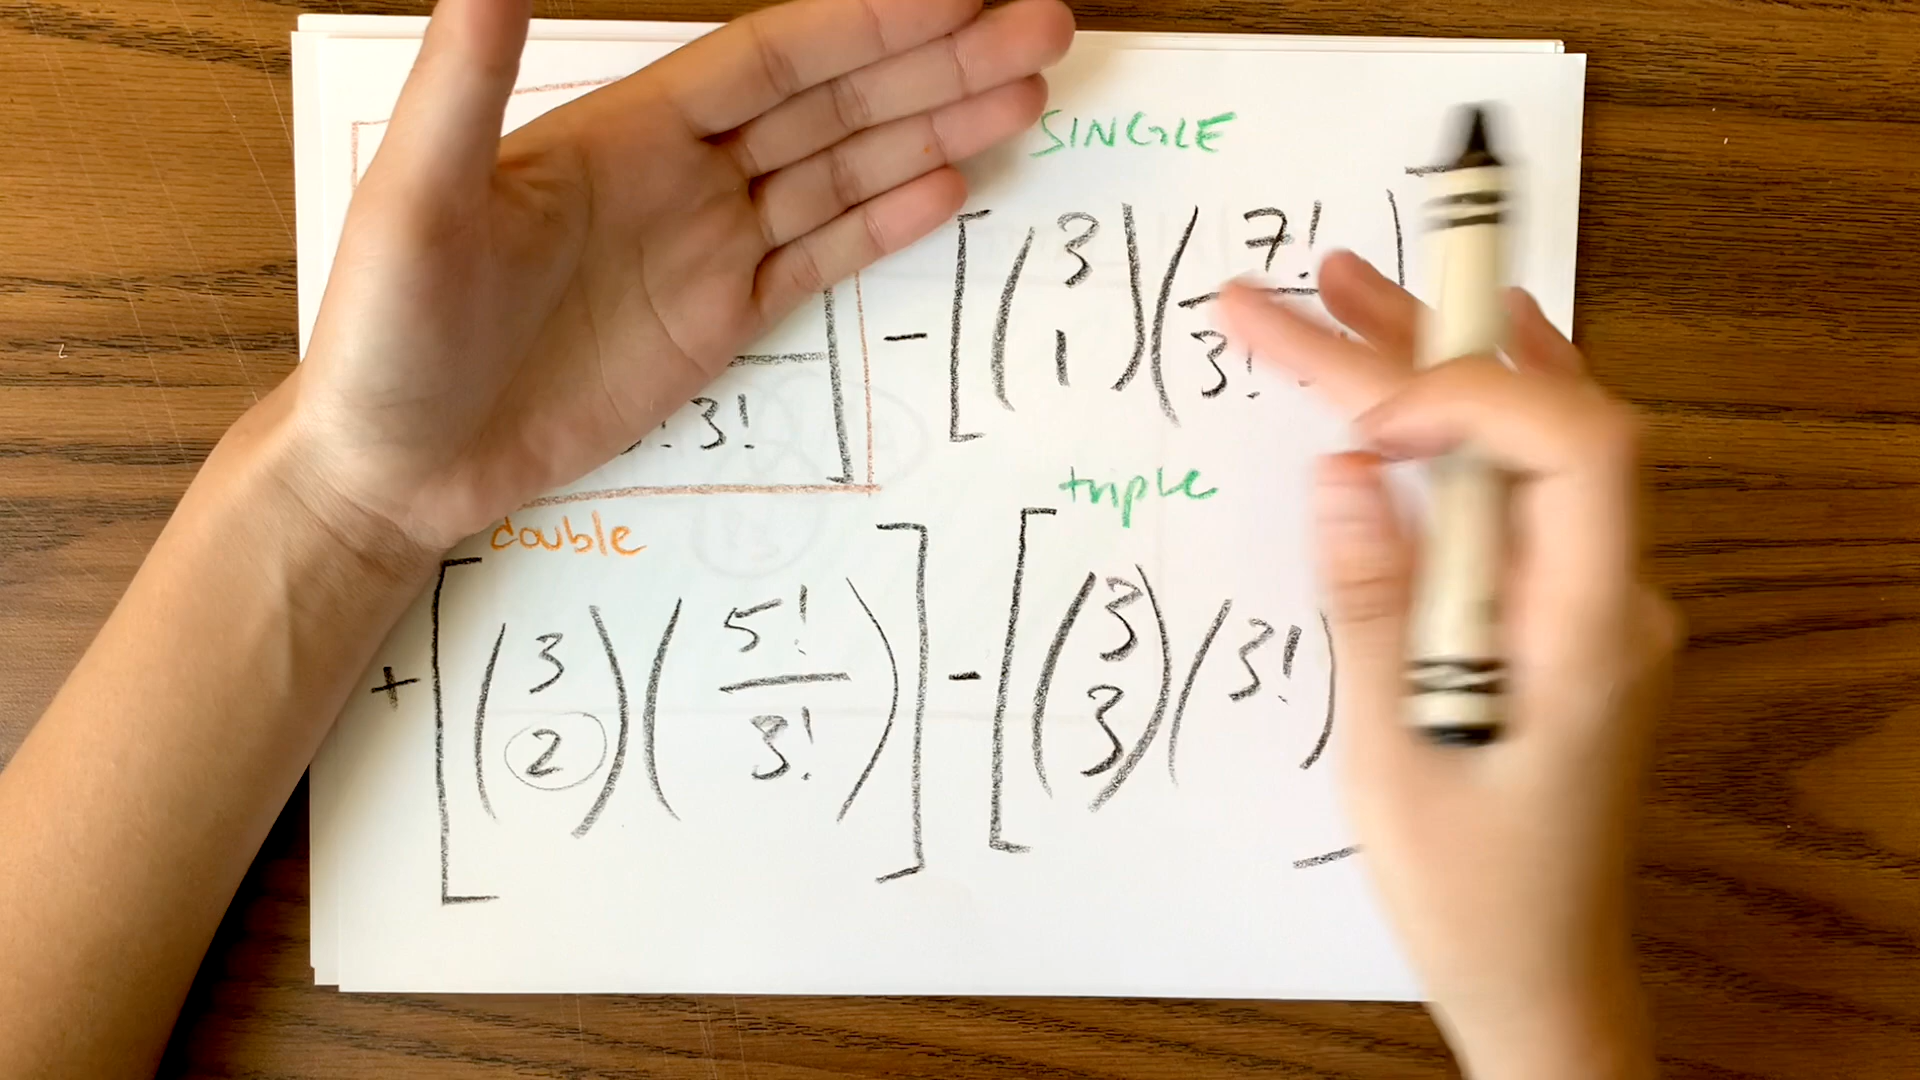 SINGLE
- [ ( 3 1 ) ( 7! / 3!
3!
double
+ [ ( 3 2 ) ( 5! / 3! ) ]
triple
- [ ( 3 3 ) ( 3! )